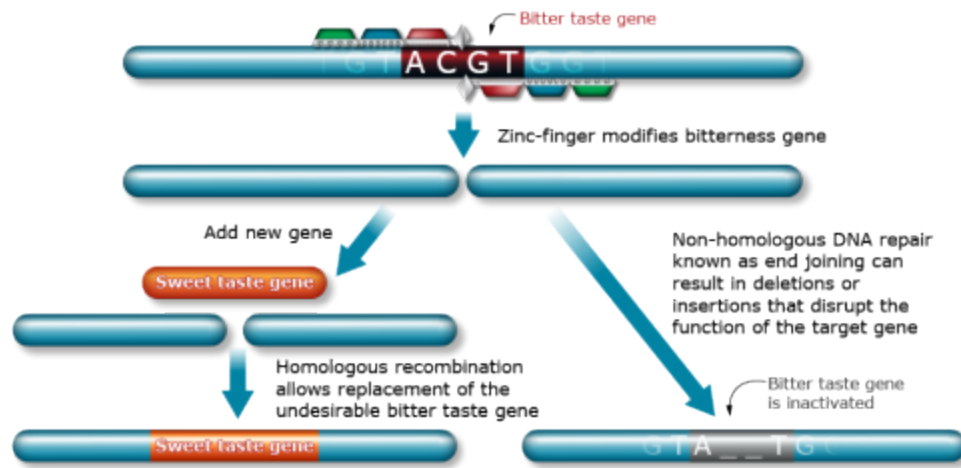 Bitter taste gene
GTACGTGG
Zinc-finger modifies bitterness gene
Add new gene
Sweet taste gene
Non-homologous DNA repair
known as end joining can
result in deletions or
insertions that disrupt the
function of the target gene
Homologous recombination
allows replacement of the
undesirable bitter taste gene
Bitter taste gene
is inactivated
Sweet taste gene
GTA__TG